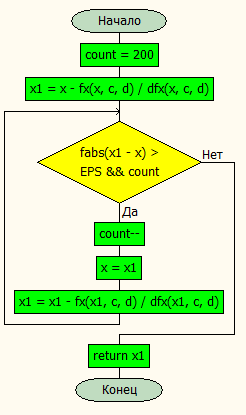 Начало
count = 200
x1 = x - fx(x, c, d) / dfx(x, c, d)
fabs(x1 - x) >
EPS && count
Нет
Да
count--
x = x1
x1 = x1 - fx(x1, c, d) / dfx(x1, c, d)
return x1
Конец